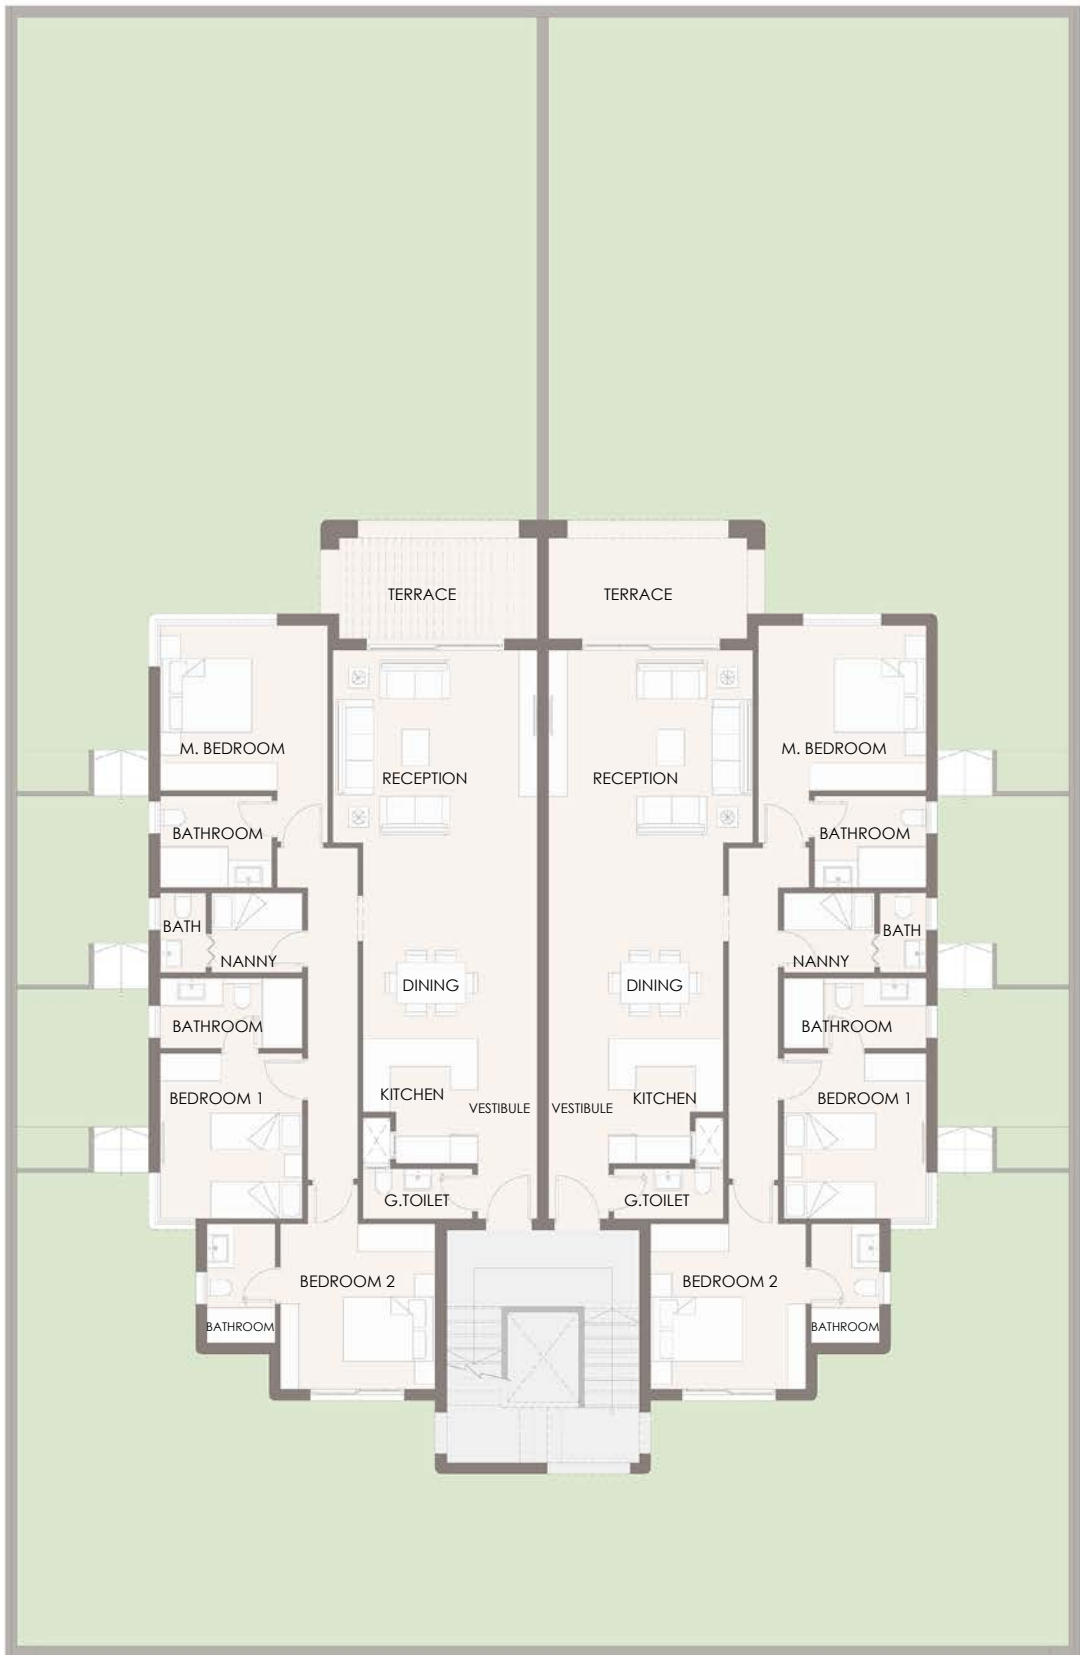 TERRACE TERRACE
M. BEDROOM M. BEDROOM
RECEPTION RECEPTION
BATHROOM BATHROOM
BATH BATH
NANNY NANNY
DINING DINING
BATHROOM BATHROOM
KITCHEN KITCHEN
BEDROOM 1 BEDROOM 1
VESTIBULE VESTIBULE
G.TOILET G.TOILET
BEDROOM 2 BEDROOM 2
BATHROOM BATHROOM